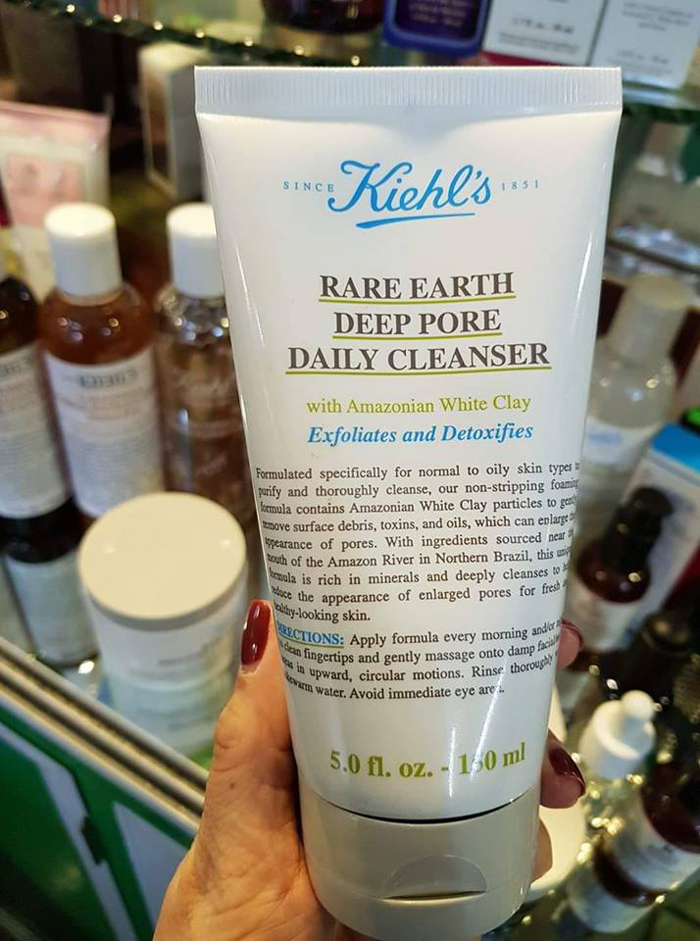 SINCE Kiehl's 1851
RARE EARTH
DEEP PORE
DAILY CLEANSER
with Amazonian White Clay
Exfoliates and Detoxifies
Formulated specifically for normal to oily skin types
purify and thoroughly cleanse, our non-stripping foaming
formula contains Amazonian White Clay particles to
surface debris, toxins, and oils, which can enlarge
appearance of pores. With ingredients sourced near
mouth of the Amazon River in Northern Brazil, this
formula is rich in minerals and deeply cleanses to
the appearance of enlarged pores for fresh
healthy-looking skin.
DIRECTIONS: Apply formula every morning and/or
clean fingertips and gently massage onto damp
in upward, circular motions. Rinse thoroughly
water. Avoid immediate eye area.
5.0 fl. oz. - 150 ml
KIEHL'S